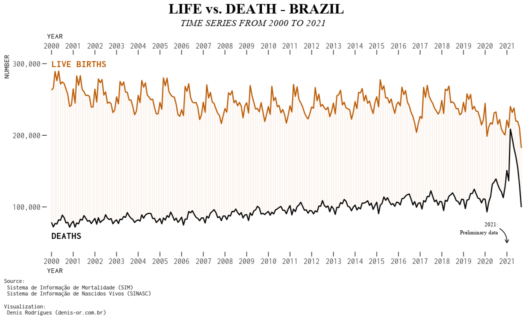 LIFE vs. DEATH - BRAZIL
TIME SERIES FROM 2000 TO 2021
YEAR
2000 2001 2002 2003 2004 2005 2006 2007 2008 2009 2010 2011 2012 2013 2014 2015 2016 2017 2018 2019 2020 2021
NUMBER
300,000
LIVE BIRTHS
200,000
100,000
DEATHS
2021:
Preliminary data
2000 2001 2002 2003 2004 2005 2006 2007 2008 2009 2010 2011 2012 2013 2014 2015 2016 2017 2018 2019 2020 2021
YEAR
Source:
Sistema de Informação de Mortalidade (SIM)
Sistema de Informação de Nascidos Vivos (SINASC)
Visualization:
Denis Rodrigues (denis-or.com.br)